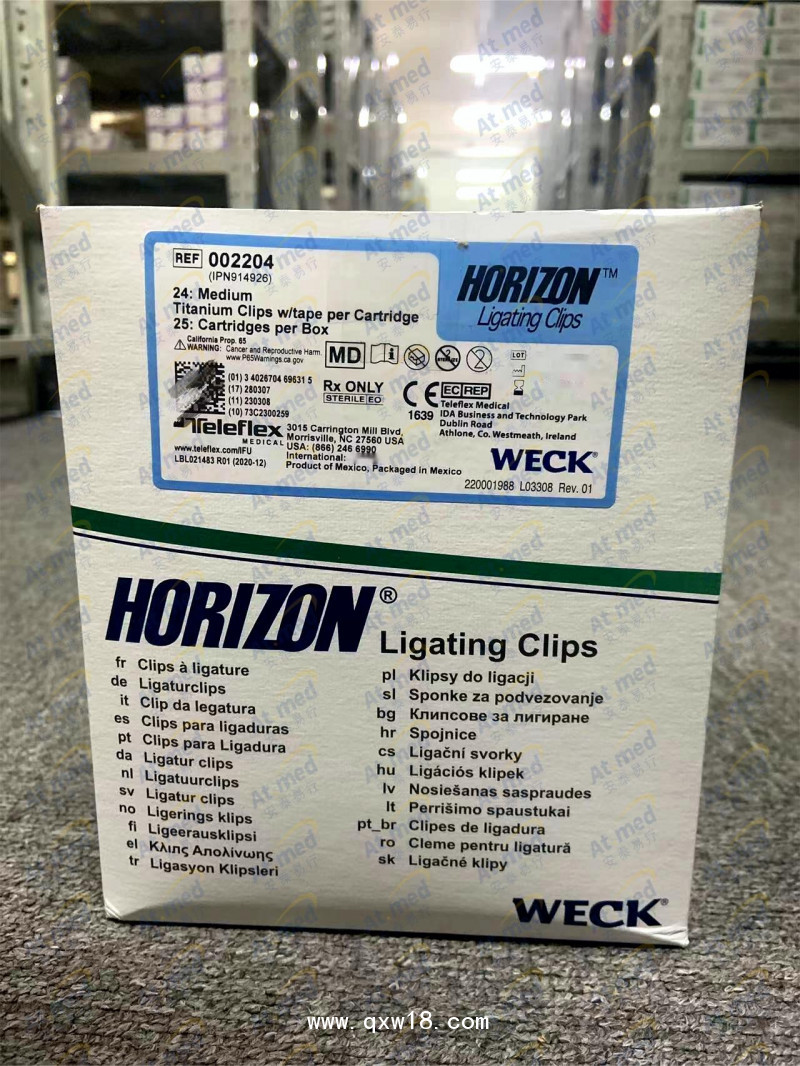 REF 002204
(IPN914926)
24: Medium
Titanium Clips w/tape per Cartridge
25: Cartridges per Box
HORIZON™
Ligating Clips
California Prop. 65
WARNING: Cancer and Reproductive Harm
www.P65Warnings.ca.gov
MD
LOT
(01) 3 4026704 69631 5
(17) 280307
(11) 230308
(10) 73C2300259
Rx ONLY
STERILE EO
CE
1639
EC REP
Teleflex Medical
IDA Business and Technology Park
Dublin Road
Athlone, Co. Westmeath, Ireland
Teleflex
MEDICAL
3015 Carrington Mill Blvd,
Morrisville, NC 27560 USA
USA: (866) 246 6990
International:
Product of Mexico, Packaged in Mexico
www.teleflex.com/IFU
LBL021483 R01 (2020-12)
WECK®
220001988 L03308 Rev. 01
HORIZON® Ligating Clips
fr Clips à ligature
de Ligaturclips
it Clip da legatura
es Clips para ligaduras
pt Clips para Ligadura
da Ligatur clips
nl Ligatuurclips
sv Ligatur clips
no Ligerings klips
fi Ligeerausklipsi
el Κλιπς Απολίνωης
tr Ligasyon Klipsleri
pl Klipsy do ligacji
sl Sponke za podvezovanje
bg Клипсове за лигиране
hr Spojnice
cs Ligační svorky
hu Ligációs klipek
lv Nosiešanas saspraudes
lt Perrišimo spaustukai
pt_br Clipes de ligadura
ro Cleme pentru ligatură
sk Ligačné klipy
WECK®
www.qxw18.com
At med
安泰易行